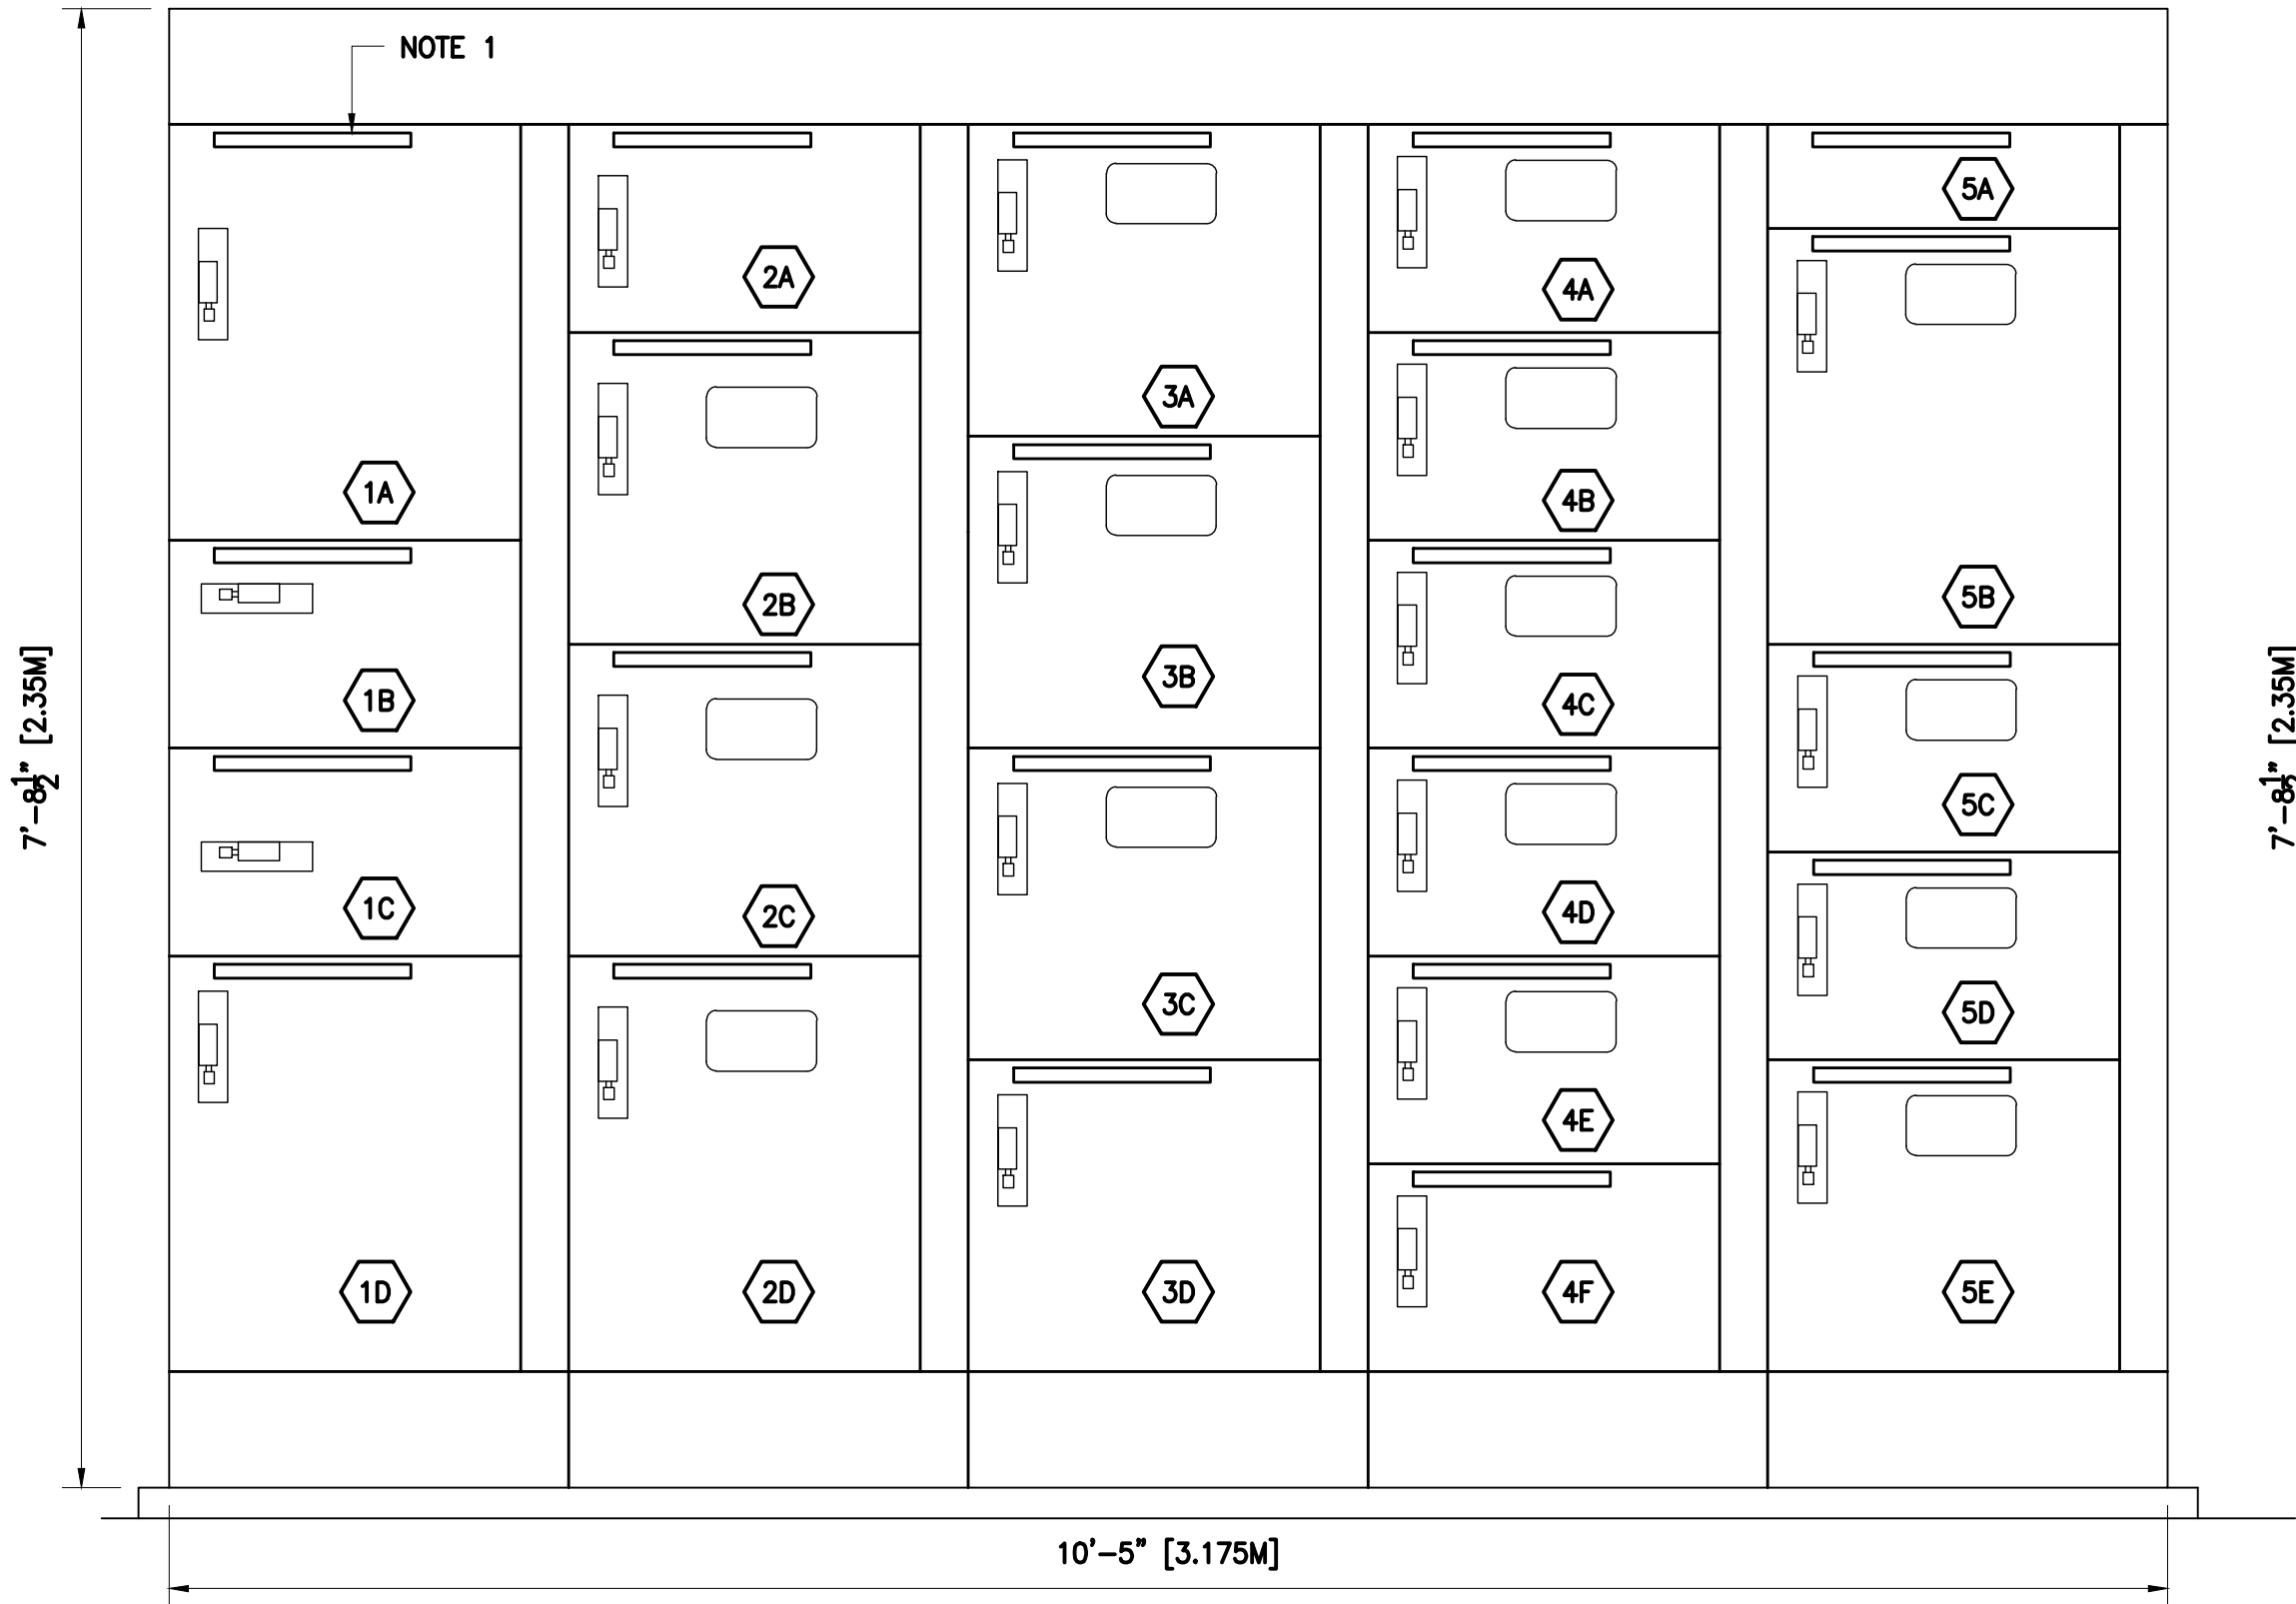 NOTE 1
1A
1B
1C
1D
2A
2B
2C
2D
3A
3B
3C
3D
4A
4B
4C
4D
4E
4F
5A
5B
5C
5D
5E
7'-8½" [2.35M]
7'-8½" [2.35M]
10'-5" [3.175M]